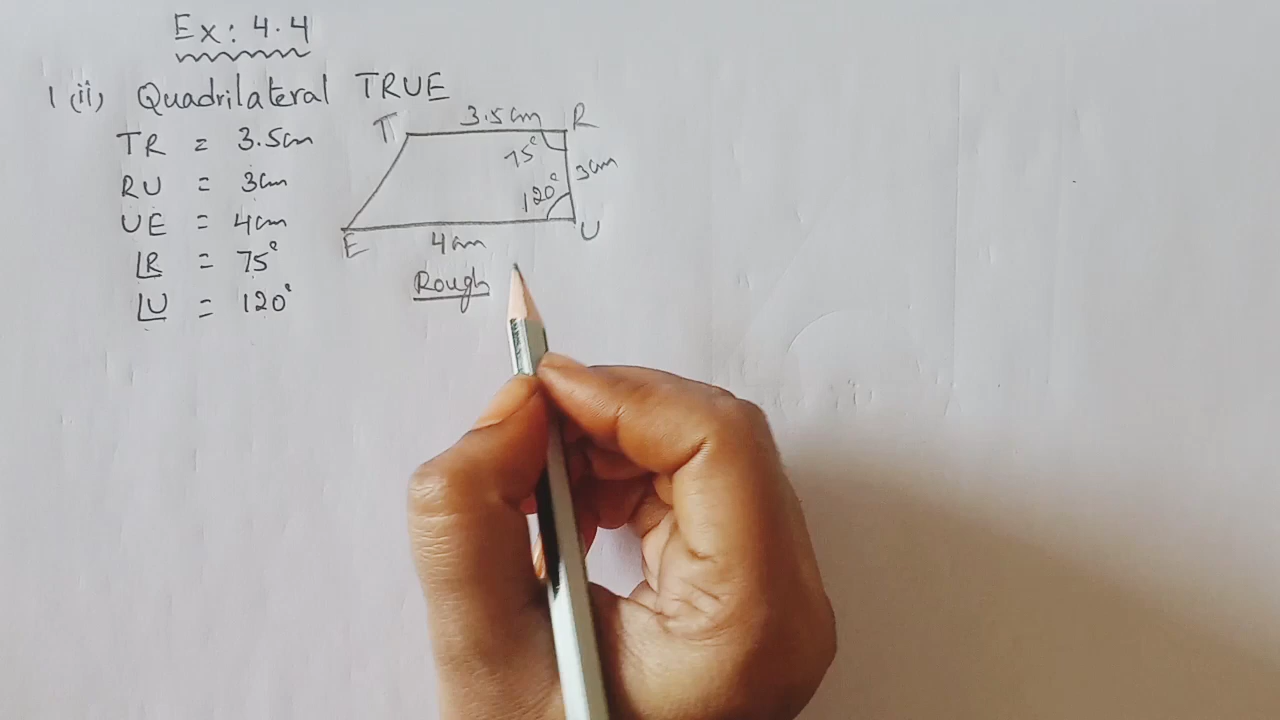 Ex: 4.4
1 (ii) Quadrilateral TRUE
TR = 3.5cm
RU = 3cm
UE = 4cm
∠R = 75°
∠U = 120°
T 3.5cm R
75°
3cm
120°
E 4cm U
Rough